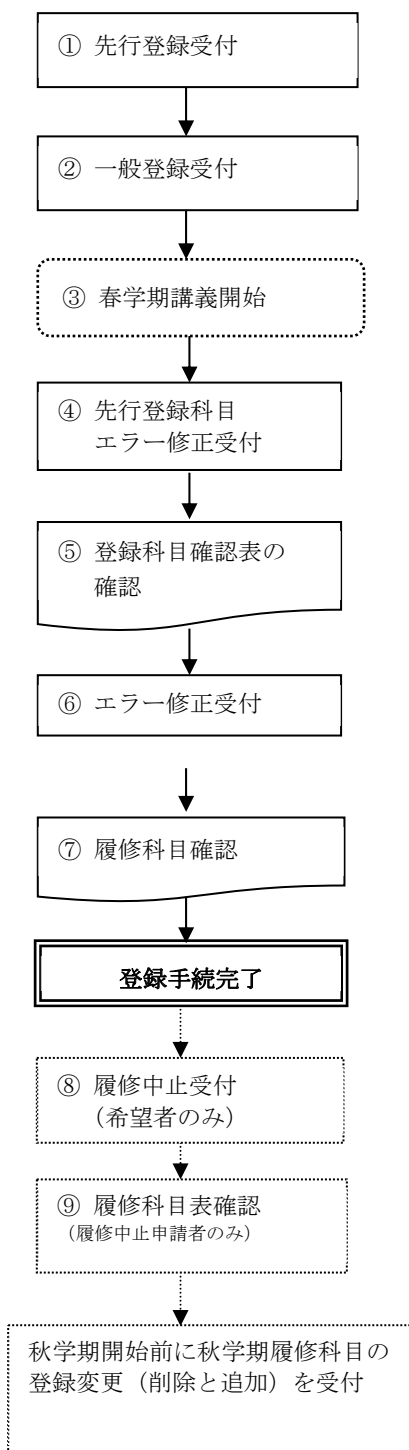 ① 先行登録受付
② 一般登録受付
③ 春学期講義開始
④ 先行登録科目
エラー修正受付
⑤ 登録科目確認表の
確認
⑥ エラー修正受付
⑦ 履修科目確認
登録手続完了
⑧ 履修中止受付
（希望者のみ）
⑨ 履修科目表確認
（履修中止申請者のみ）
秋学期開始前に秋学期履修科目の
登録変更（削除と追加）を受付